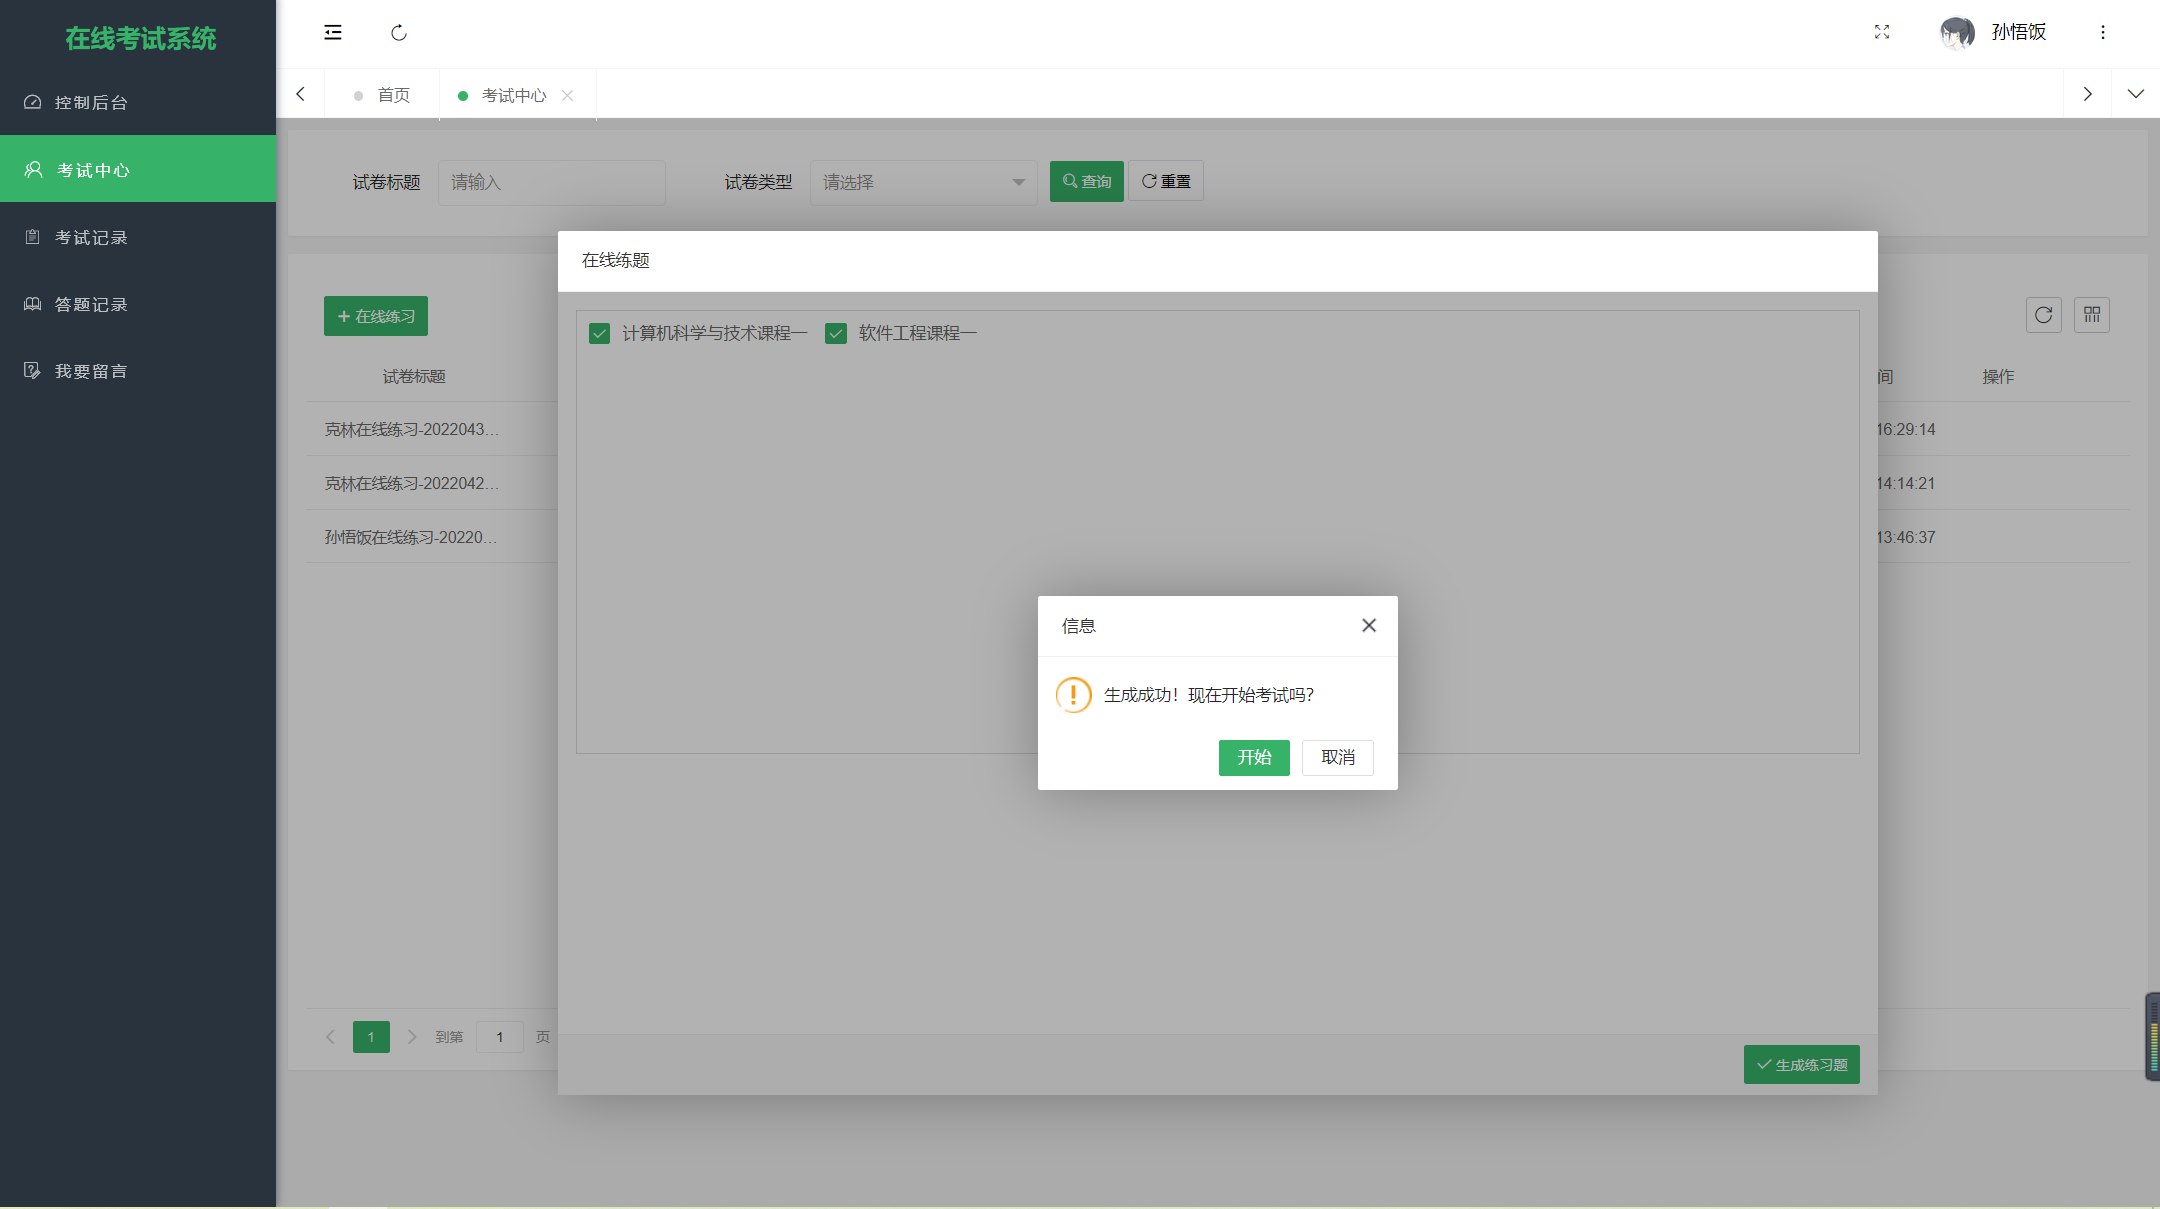 在线考试系统
控制后台
考试中心
考试记录
答题记录
我要留言
孙悟饭
首页
考试中心
试卷标题 请输入 试卷类型 请选择 查询 重置
在线练题
在线练习
计算机科学与技术课程一 软件工程课程一
试卷标题 间 操作
克林在线练习-2022043... 16:29:14
克林在线练习-2022042... 14:14:21
孙悟饭在线练习-20220... 13:46:37
信息
生成成功！现在开始考试吗？
开始 取消
1 到第 1 页
生成练习题